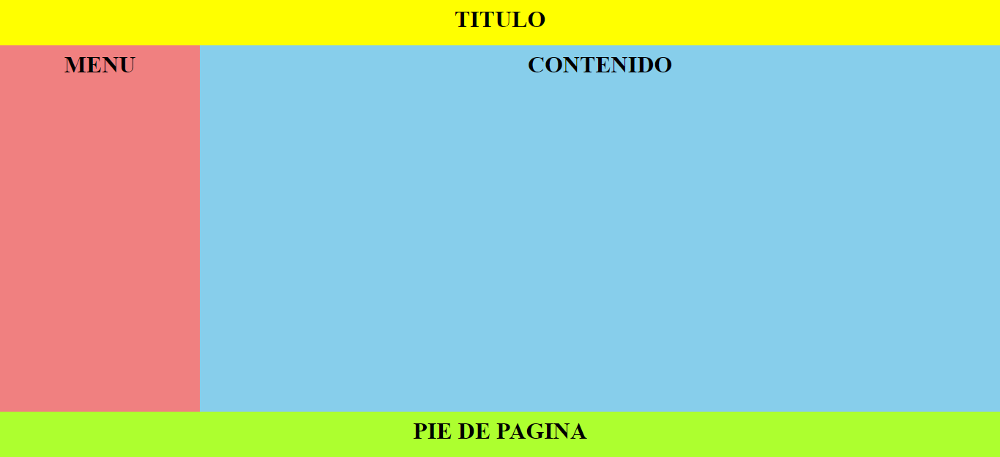 TITULO
MENU
CONTENIDO
PIE DE PAGINA